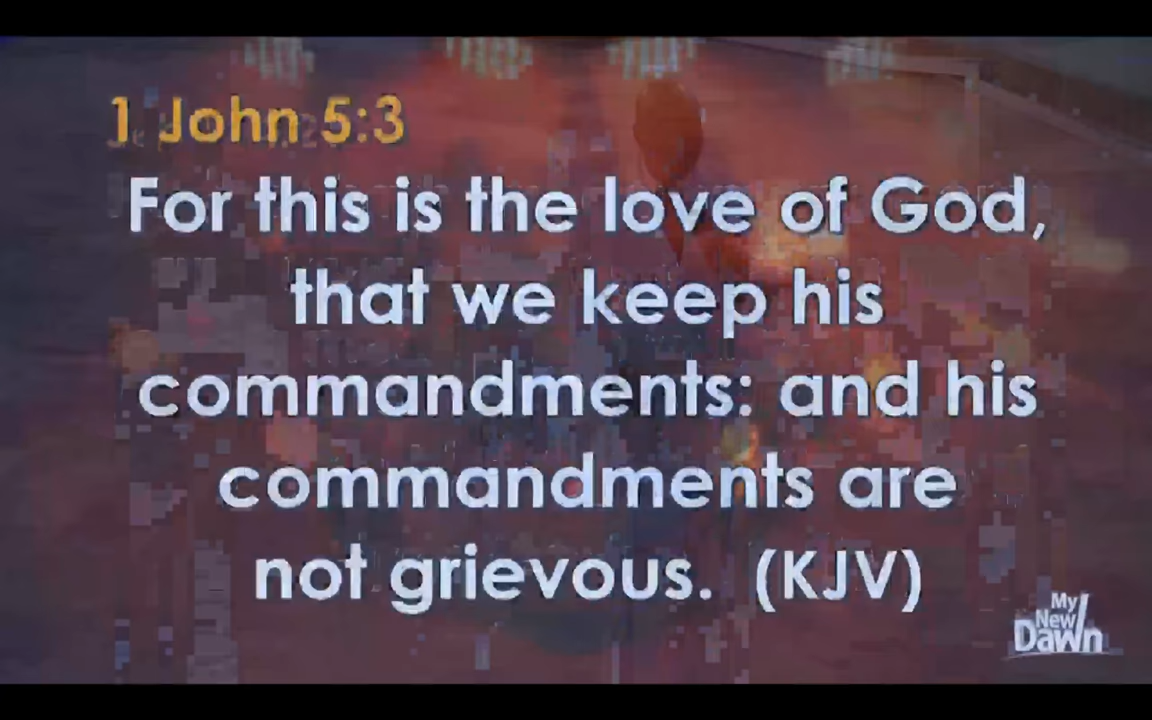 1 John 5:3
For this is the love of God,
that we keep his
commandments: and his
commandments are
not grievous. (KJV)
My
New
Dawn